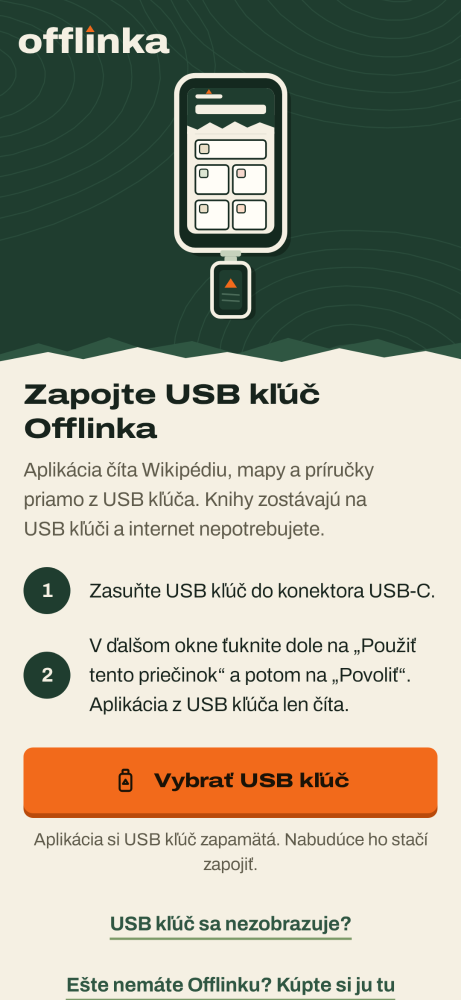 offlinka
Zapojte USB kľúč
Offlinka
Aplikácia číta Wikipédiu, mapy a príručky
priamo z USB kľúča. Knihy zostávajú na
USB kľúči a internet nepotrebujete.
1
Zasuňte USB kľúč do konektora USB-C.
2
V ďalšom okne ťuknite dole na „Použiť
tento priečinok“ a potom na „Povoliť“.
Aplikácia z USB kľúča len číta.
Vybrať USB kľúč
Aplikácia si USB kľúč zapamätá. Nabudúce ho stačí
zapojiť.
USB kľúč sa nezobrazuje?
Ešte nemáte Offlinku? Kúpte si ju tu